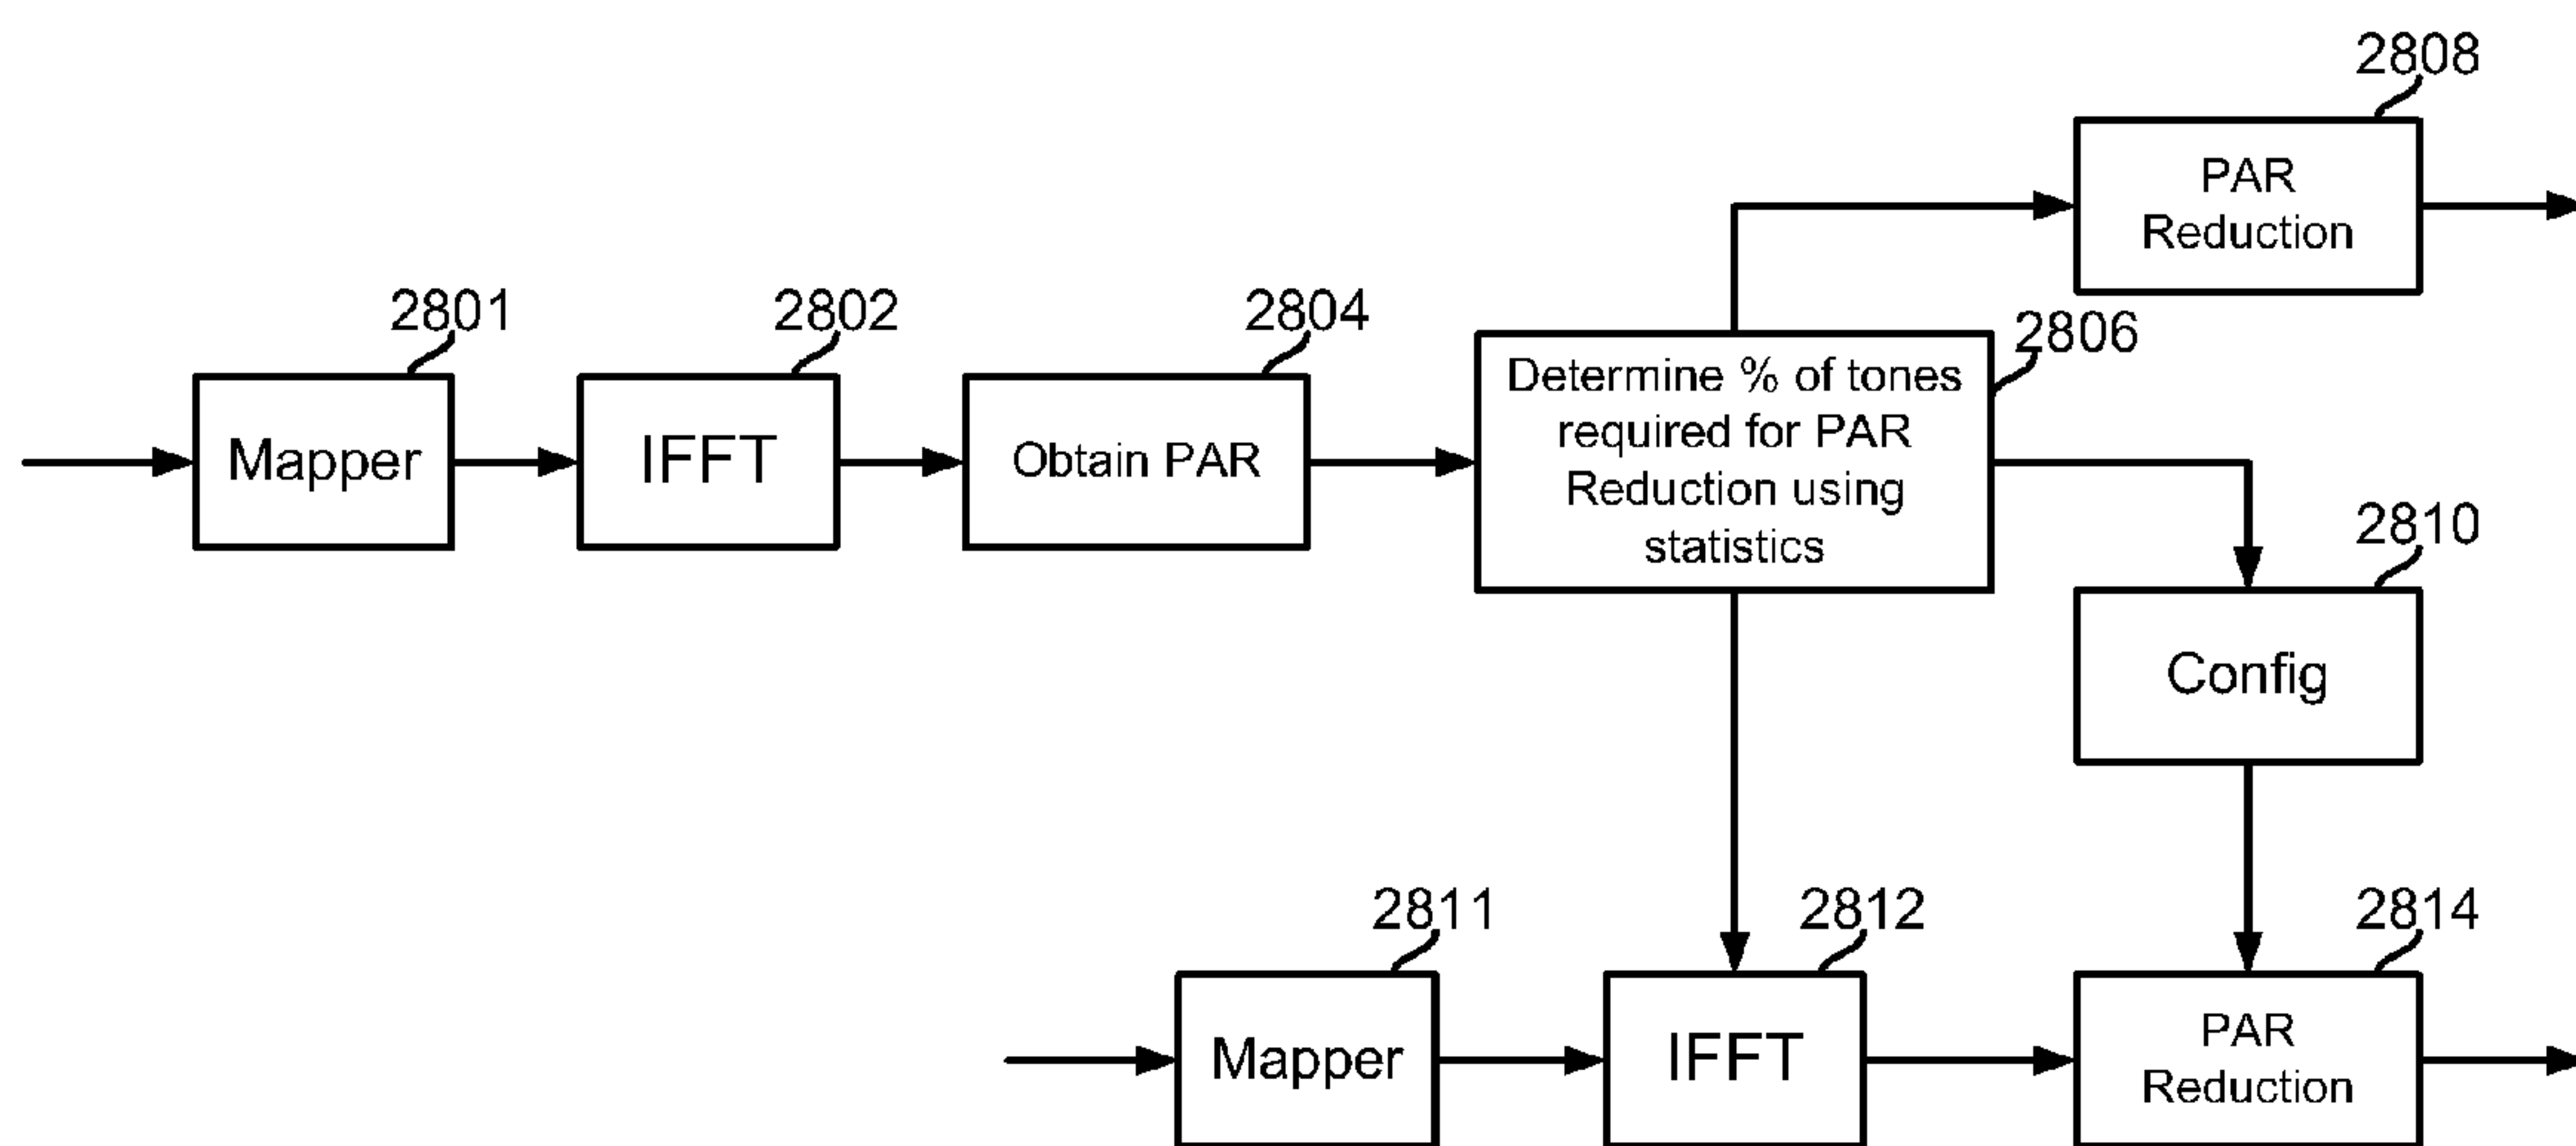 2808
PAR
Reduction
2801
2802
2804
2806
Mapper
IFFT
Obtain PAR
Determine % of tones
required for PAR
Reduction using
statistics
2810
Config
2811
2812
2814
Mapper
IFFT
PAR
Reduction